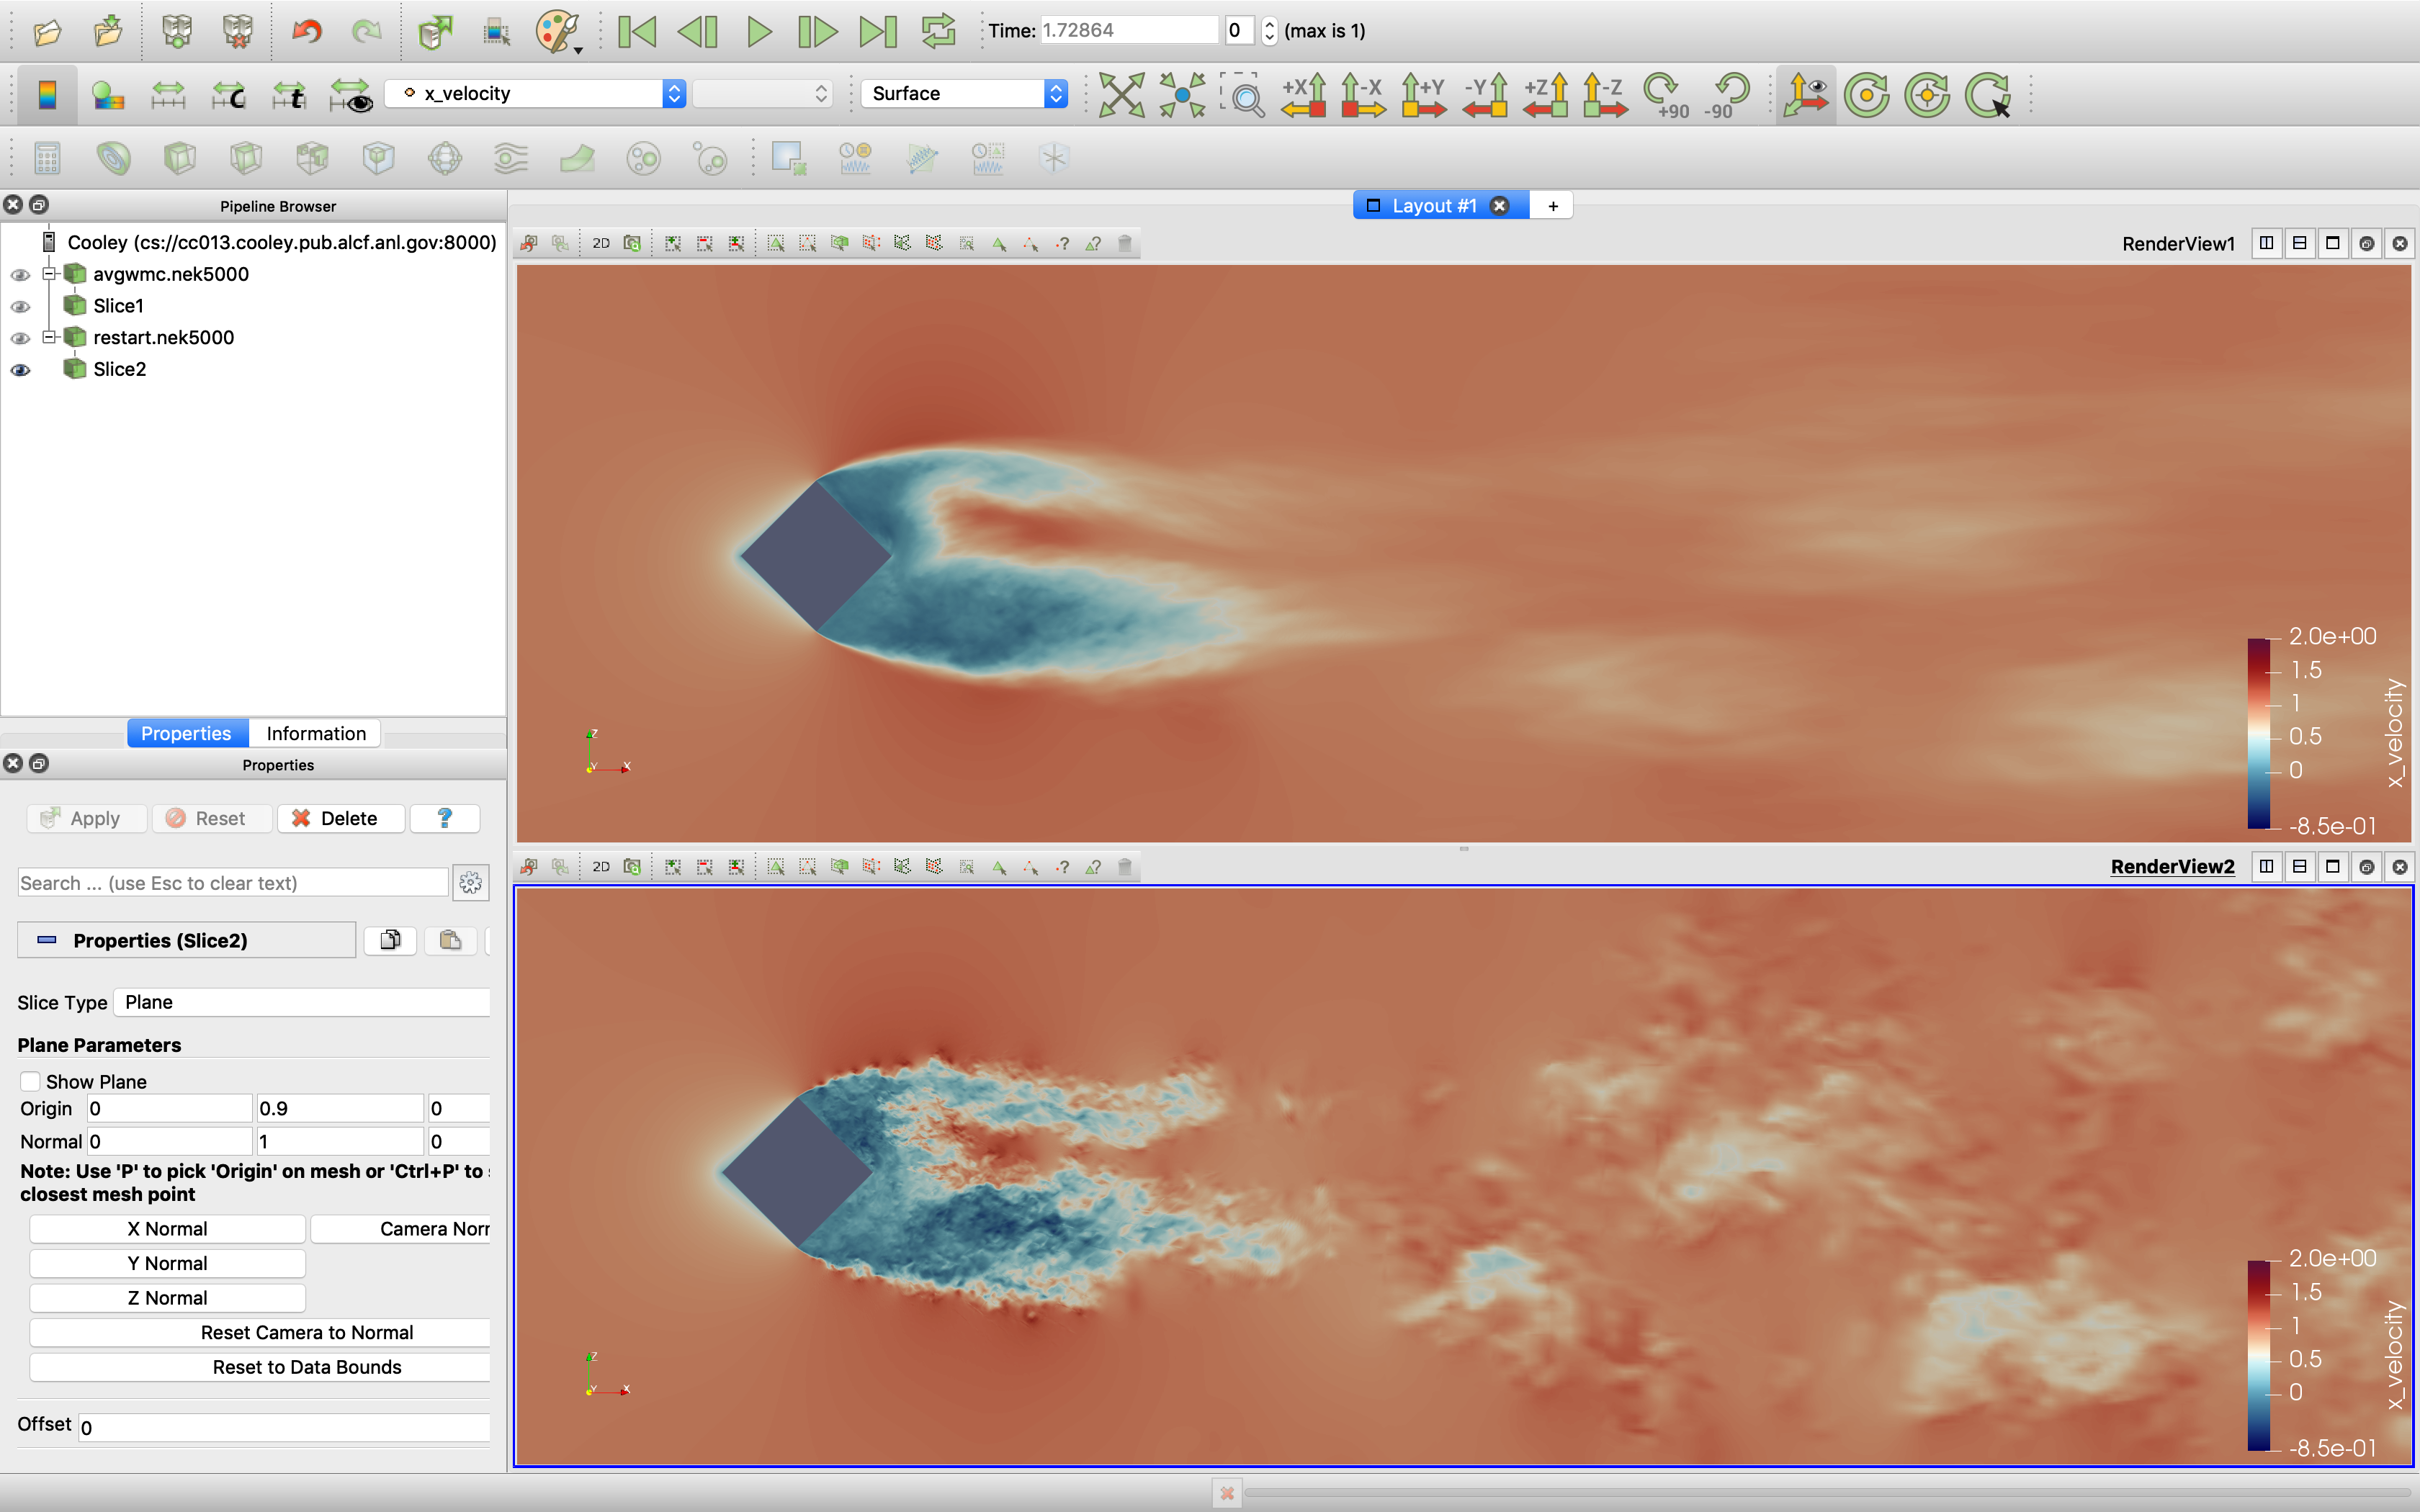 Time: 1.72864 0 (max is 1)
C t x_velocity Surface +X -X +Y -Y +Z -Z +90 -90
Pipeline Browser
Cooley (cs://cc013.cooley.pub.alcf.anl.gov:8000)
avgwmc.nek5000
Slice1
restart.nek5000
Slice2
Properties Information
Properties
Apply Reset Delete ?
Search ... (use Esc to clear text)
Properties (Slice2)
Slice Type Plane
Plane Parameters
Show Plane
Origin 0 0.9 0
Normal 0 1 0
Note: Use 'P' to pick 'Origin' on mesh or 'Ctrl+P' to
closest mesh point
X Normal Camera Norr
Y Normal
Z Normal
Reset Camera to Normal
Reset to Data Bounds
Offset 0
Layout #1 +
2D ? ? RenderView1
2.0e+00
1.5
1
0.5
0
-8.5e-01
x_velocity
Z
Y X
2D ? ? RenderView2
2.0e+00
1.5
1
0.5
0
-8.5e-01
x_velocity
Z
Y X